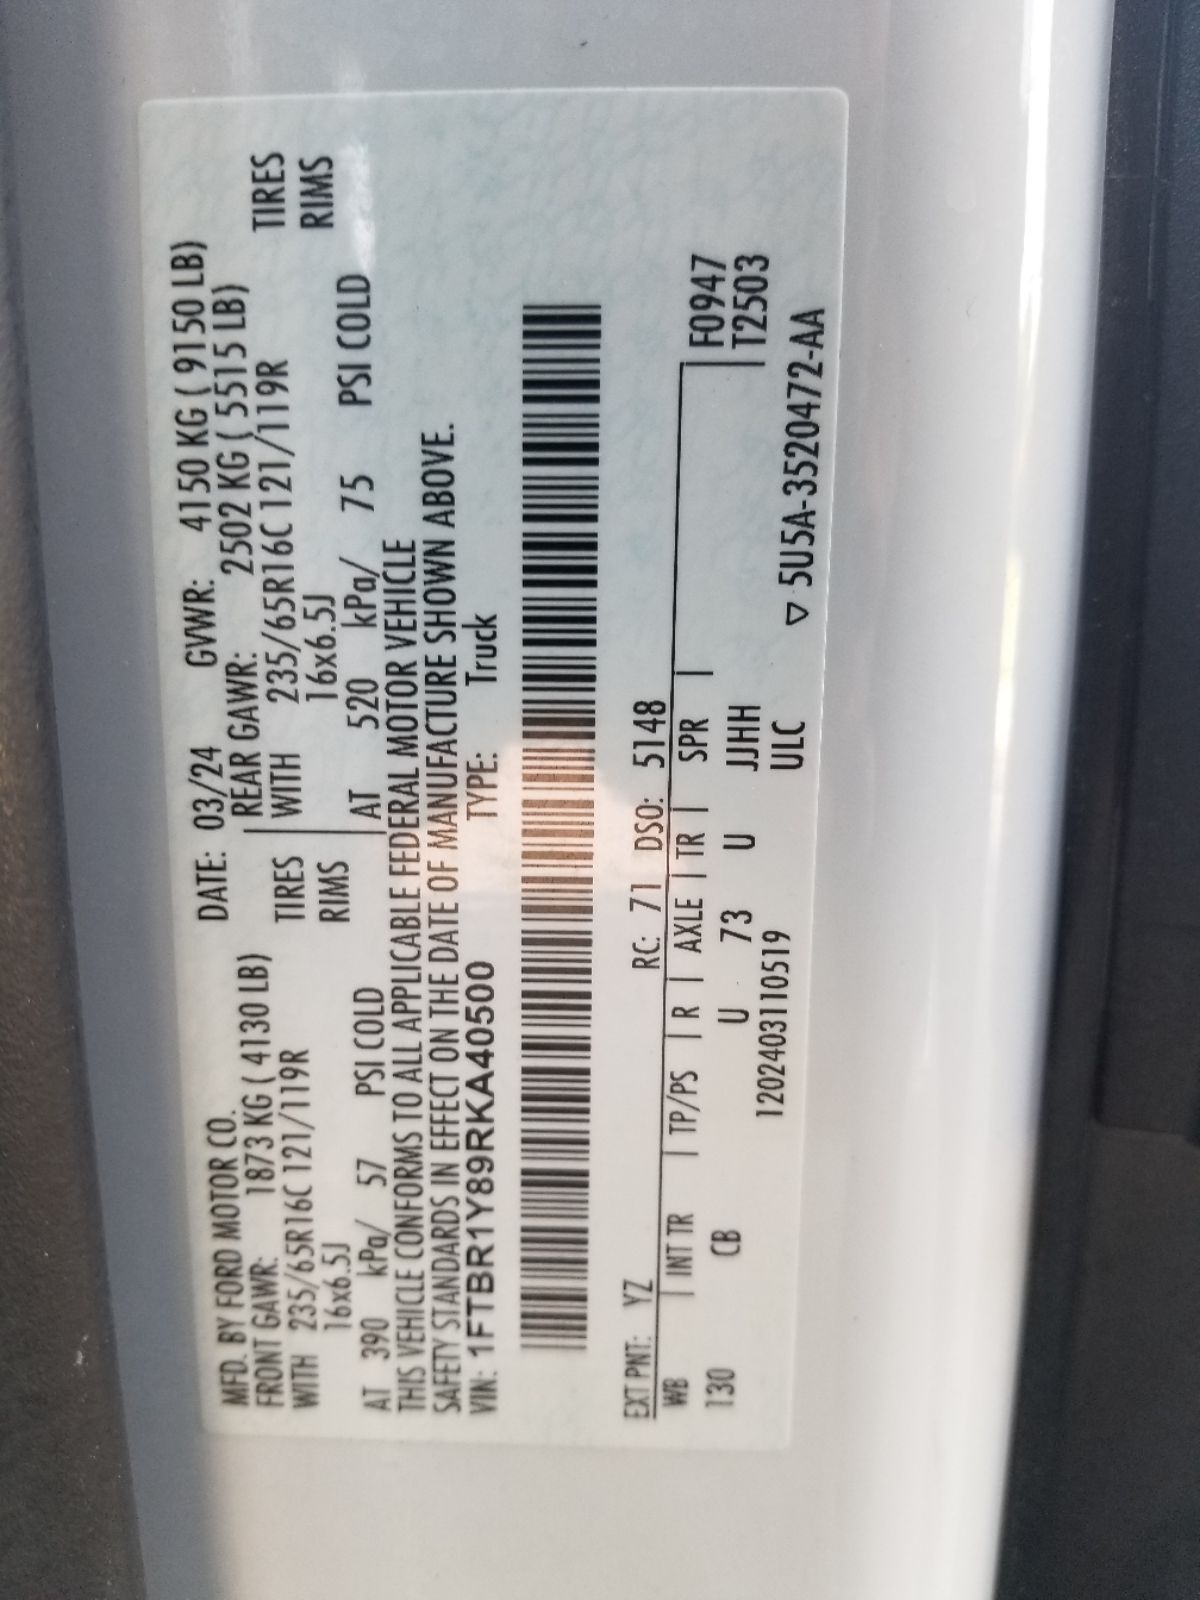 MFD. BY FORD MOTOR CO. DATE: 03/24 GVWR: 4150 KG ( 9150 LB)
FRONT GAWR: 1873 KG ( 4130 LB) REAR GAWR: 2502 KG ( 5515 LB)
WITH 235/65R16C 121/119R TIRES WITH 235/65R16C 121/119R TIRES
16x6.5J RIMS 16x6.5J RIMS
AT 390 kPa/ 57 PSI COLD AT 520 kPa/ 75 PSI COLD
THIS VEHICLE CONFORMS TO ALL APPLICABLE FEDERAL MOTOR VEHICLE
SAFETY STANDARDS IN EFFECT ON THE DATE OF MANUFACTURE SHOWN ABOVE.
VIN: 1FTBR1Y89RKA40500 TYPE: Truck
EXT PNT: YZ RC: 71 DSO: 5148
WB | INT TR | TP/PS | R | AXLE | TR | SPR | F0947
130 CB U 73 U JJHH T2503
1202403110519 ULC
▽ 5U5A-3520472-AA